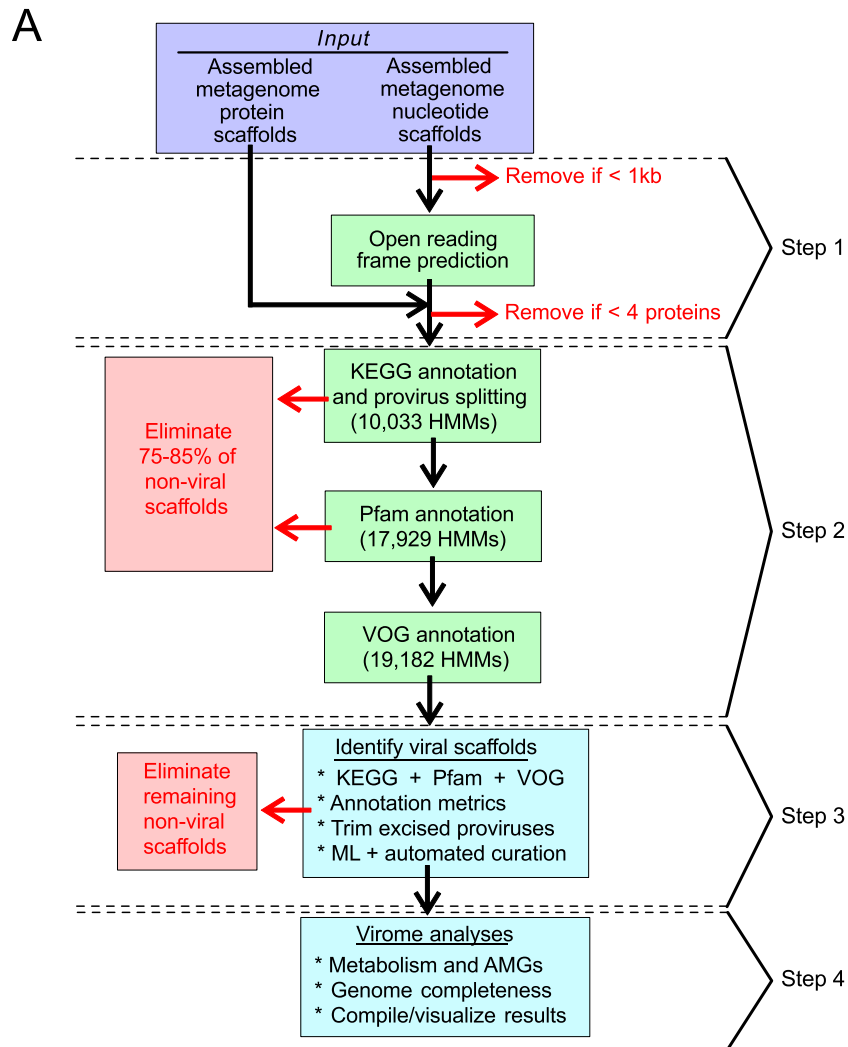 A
Input
Assembled
metagenome
protein
scaffolds
Assembled
metagenome
nucleotide
scaffolds
Remove if < 1kb
Open reading
frame prediction
Remove if < 4 proteins
Step 1
KEGG annotation
and provirus splitting
(10,033 HMMs)
Eliminate
75-85% of
non-viral
scaffolds
Pfam annotation
(17,929 HMMs)
Step 2
VOG annotation
(19,182 HMMs)
Identify viral scaffolds
* KEGG + Pfam + VOG
* Annotation metrics
* Trim excised proviruses
* ML + automated curation
Eliminate
remaining
non-viral
scaffolds
Step 3
Virome analyses
* Metabolism and AMGs
* Genome completeness
* Compile/visualize results
Step 4